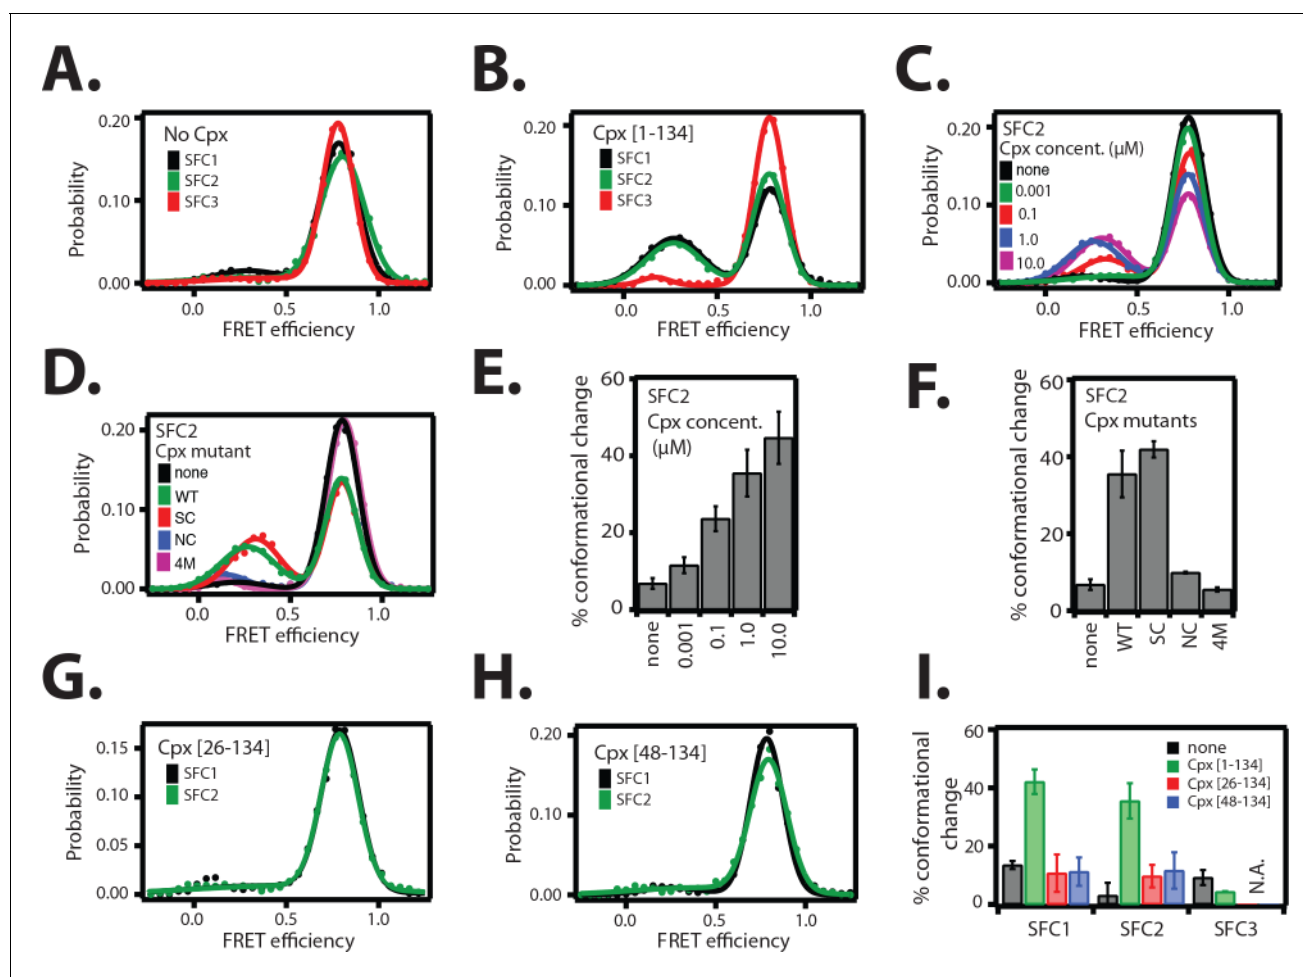 A.
Probability
0.20
0.10
0.00
No Cpx
SFC1
SFC2
SFC3
0.0 0.5 1.0
FRET efficiency
B.
Probability
0.20
0.10
0.00
Cpx [1-134]
SFC1
SFC2
SFC3
0.0 0.5 1.0
FRET efficiency
C.
Probability
0.20
0.10
0.00
SFC2
Cpx concent. (μM)
none
0.001
0.1
1.0
10.0
0.0 0.5 1.0
FRET efficiency
D.
Probability
0.20
0.10
0.00
SFC2
Cpx mutant
none
WT
SC
NC
4M
0.0 0.5 1.0
FRET efficiency
E.
% conformational change
60
40
20
0
SFC2
Cpx concent.
(μM)
none 0.001 0.1 1.0 10.0
F.
% conformational change
60
40
20
0
SFC2
Cpx mutants
none WT SC NC 4M
G.
Probability
0.15
0.10
0.05
0.00
Cpx [26-134]
SFC1
SFC2
0.0 0.5 1.0
FRET efficiency
H.
Probability
0.20
0.10
0.00
Cpx [48-134]
SFC1
SFC2
0.0 0.5 1.0
FRET efficiency
I.
% conformational
change
60
40
20
0
none
Cpx [1-134]
Cpx [26-134]
Cpx [48-134]
N.A.
SFC1 SFC2 SFC3